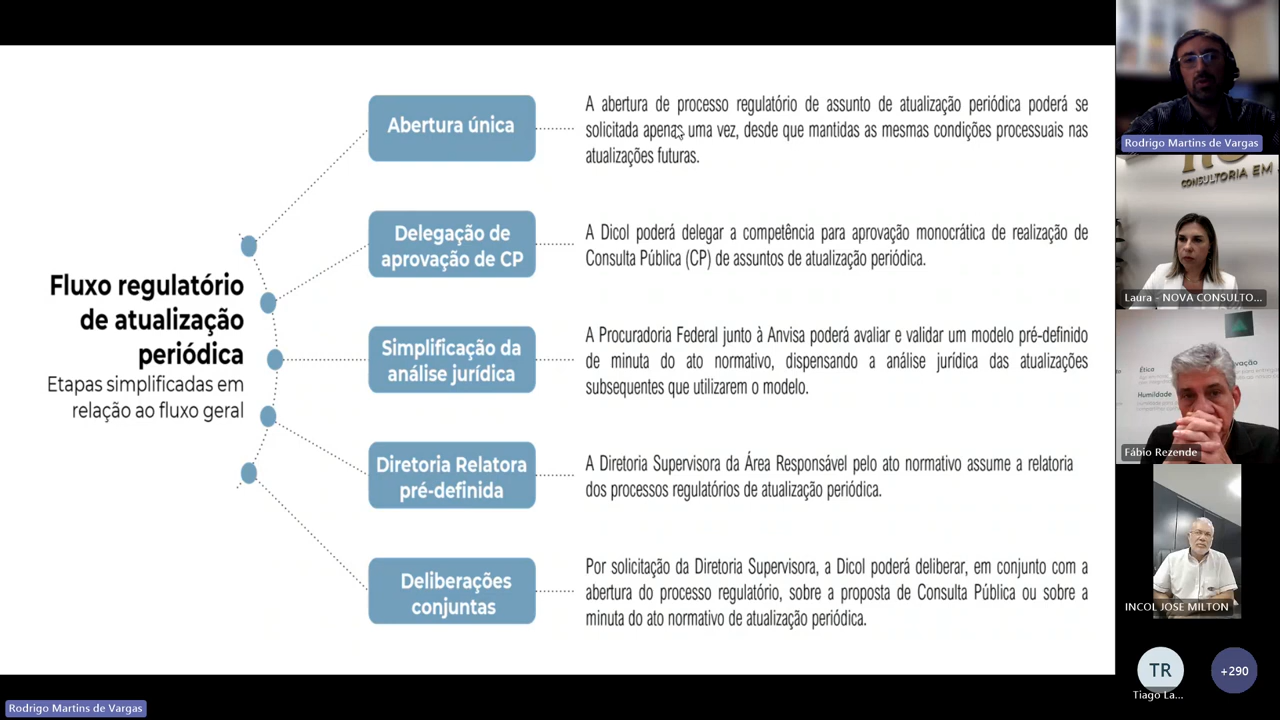 Fluxo regulatório
de atualização
periódica
Etapas simplificadas em
relação ao fluxo geral
Abertura única
A abertura de processo regulatório de assunto de atualização periódica poderá se
solicitada apenas uma vez, desde que mantidas as mesmas condições processuais nas
atualizações futuras.
Delegação de
aprovação de CP
A Dicol poderá delegar a competência para aprovação monocrática de realização de
Consulta Pública (CP) de assuntos de atualização periódica.
Simplificação da
análise jurídica
A Procuradoria Federal junto à Anvisa poderá avaliar e validar um modelo pré-definido
de minuta do ato normativo, dispensando a análise jurídica das atualizações
subsequentes que utilizarem o modelo.
Diretoria Relatora
pré-definida
A Diretoria Supervisora da Área Responsável pelo ato normativo assume a relatoria
dos processos regulatórios de atualização periódica.
Deliberações
conjuntas
Por solicitação da Diretoria Supervisora, a Dicol poderá deliberar, em conjunto com a
abertura do processo regulatório, sobre a proposta de Consulta Pública ou sobre a
minuta do ato normativo de atualização periódica.
Rodrigo Martins de Vargas
Rodrigo Martins de Vargas
CONSULTORIA EM
Laura - NOVA CONSULTO...
Ética
Humildade
Fábio Rezende
INCOL JOSE MILTON
TR
Tiago La...
+290